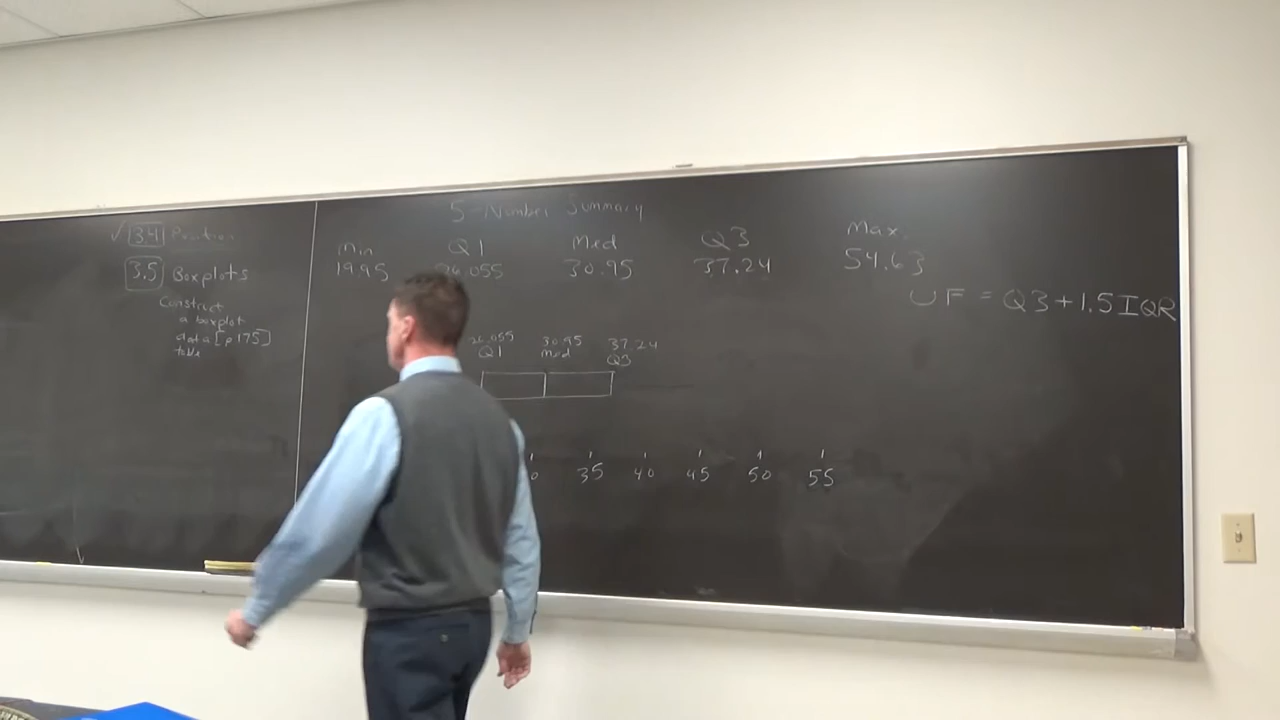 √ 3.4 Position
3.5 Boxplots
Construct
a boxplot
data [p 175]
table
5-Number Summary
Min Q1 Med Q3 Max
19.95 26.055 30.95 37.24 54.63
UF = Q3+1.5IQR
26.055 30.95 37.24
Q1 Med Q3
35 40 45 50 55